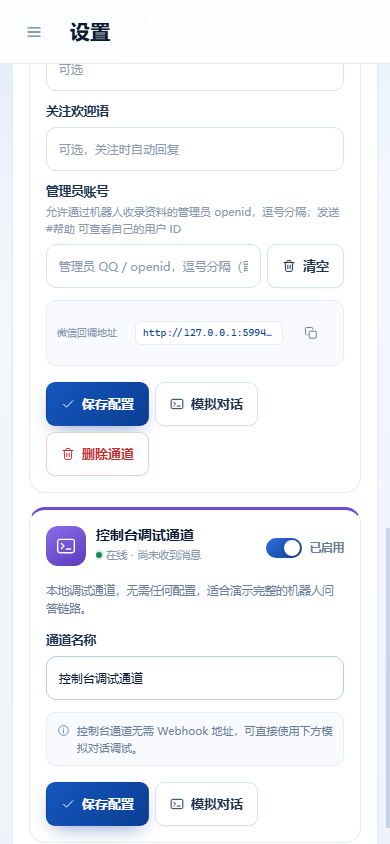 设置
可选
关注欢迎语
可选，关注时自动回复
管理员账号
允许通过机器人收录资料的管理员 openid，逗号分隔；发送
#帮助 可查看自己的用户 ID
管理员 QQ / openid，逗号分隔（
清空
微信回调地址
http://127.0.0.1:5994…
保存配置
模拟对话
删除通道
控制台调试通道
在线 · 尚未收到消息
已启用
本地调试通道，无需任何配置，适合演示完整的机器人问
答链路。
通道名称
控制台调试通道
控制台通道无需 Webhook 地址，可直接使用下方模
拟对话调试。
保存配置
模拟对话